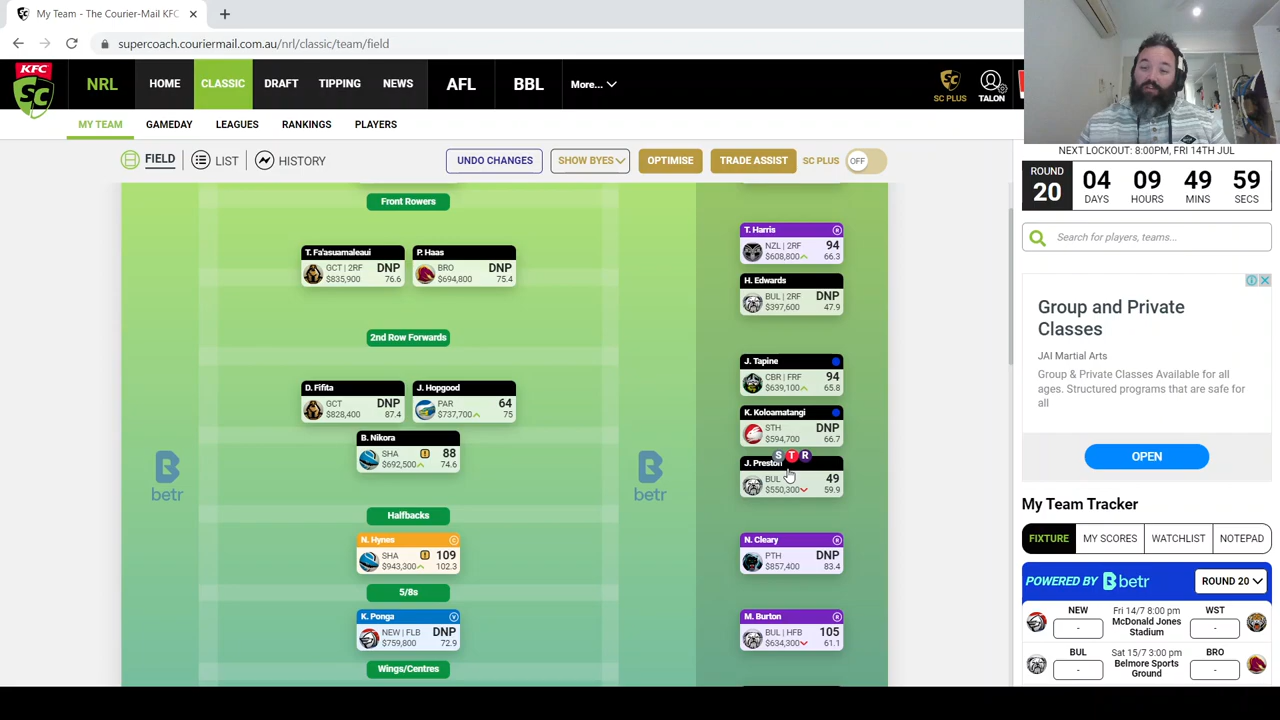 My Team - The Courier-Mail KFC
supercoach.couriermail.com.au/nrl/classic/team/field
KFC
SC
NRL
HOME
CLASSIC
DRAFT
TIPPING
NEWS
AFL
BBL
More...
SC PLUS
TALON
MY TEAM
GAMEDAY
LEAGUES
RANKINGS
PLAYERS
FIELD
LIST
HISTORY
UNDO CHANGES
SHOW BYES
OPTIMISE
TRADE ASSIST
SC PLUS
OFF
NEXT LOCKOUT: 8:00PM, FRI 14TH JUL
ROUND
20
04
DAYS
09
HOURS
49
MINS
59
SECS
Search for players, teams...
Front Rowers
T. Fa'asuamaleaui
GCT | 2RF
DNP
$835,900
76.6
P. Haas
BRO
DNP
$694,800
75.4
T. Harris
R
NZL | 2RF
94
$608,800
66.3
H. Edwards
BUL | 2RF
DNP
$397,600
47.9
2nd Row Forwards
D. Fifita
GCT
DNP
$828,400
87.4
J. Hopgood
PAR
64
$737,700
75
B. Nikora
SHA
88
$692,500
74.6
J. Tapine
CBR | FRF
94
$639,100
65.8
K. Koloamatangi
STH
DNP
$594,700
66.7
S T R
J. Preston
BUL
49
$550,300
59.9
betr
betr
Halfbacks
N. Hynes
C
SHA
109
$943,300
102.3
N. Cleary
R
PTH
DNP
$857,400
83.4
5/8s
K. Ponga
V
NEW | FLB
DNP
$759,800
72.9
M. Burton
R
BUL | HFB
105
$634,300
61.1
Wings/Centres
Group and Private
Classes
JAI Martial Arts
Group & Private Classes Available for all
ages. Structured programs that are safe for
all
OPEN
My Team Tracker
FIXTURE
MY SCORES
WATCHLIST
NOTEPAD
POWERED BY betr
ROUND 20
NEW
-
Fri 14/7 8:00 pm
McDonald Jones
Stadium
WST
-
BUL
-
Sat 15/7 3:00 pm
Belmore Sports
Ground
BRO
-